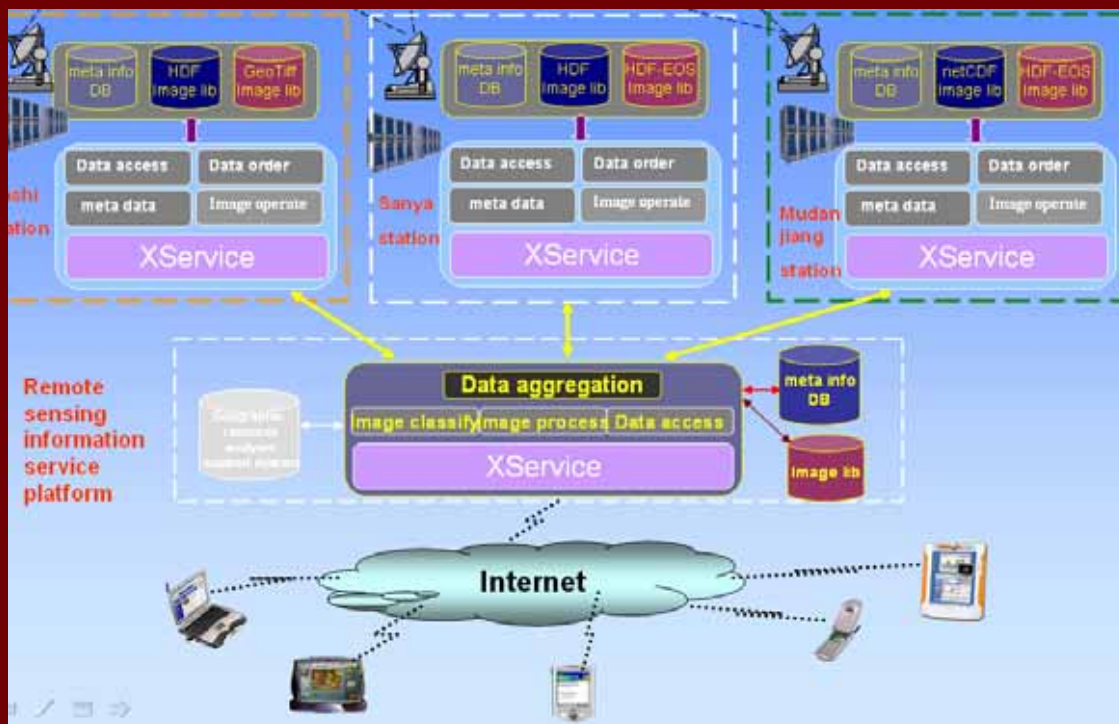 meta info
DB
HDF
Image lib
GeoTiff
Image lib
Data access
Data order
meta data
Image operate
XService
meta info
DB
HDF
Image lib
HDF-EOS
Image lib
Data access
Data order
meta data
Image operate
XService
Sanya
station
meta info
DB
netCDF
Image lib
HDF-EOS
Image lib
Data access
Data order
meta data
Image operate
XService
Mudan
jiang
station
Remote
sensing
information
service
platform
Data aggregation
Image classify
Image process
Data access
XService
meta info
DB
Image lib
Internet